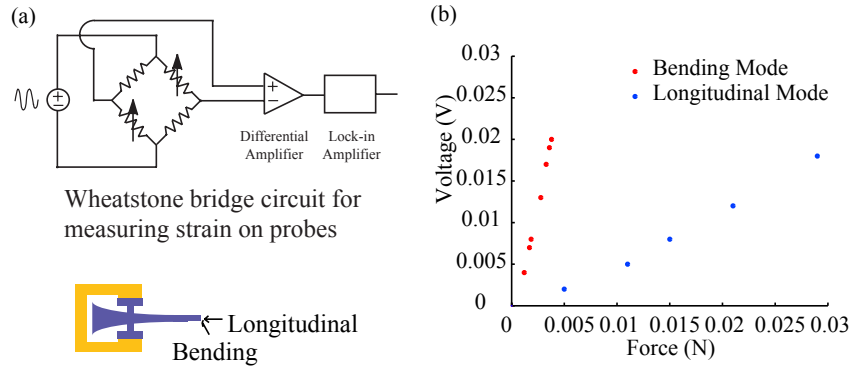 (a)
+
−
+
−
Differential
Amplifier
Lock-in
Amplifier
Wheatstone bridge circuit for
measuring strain on probes
Longitudinal
Bending
(b)
0.03
0.025
0.02
0.015
0.01
0.005
0
Voltage (V)
Bending Mode
Longitudinal Mode
0 0.005 0.01 0.015 0.02 0.025 0.03
Force (N)